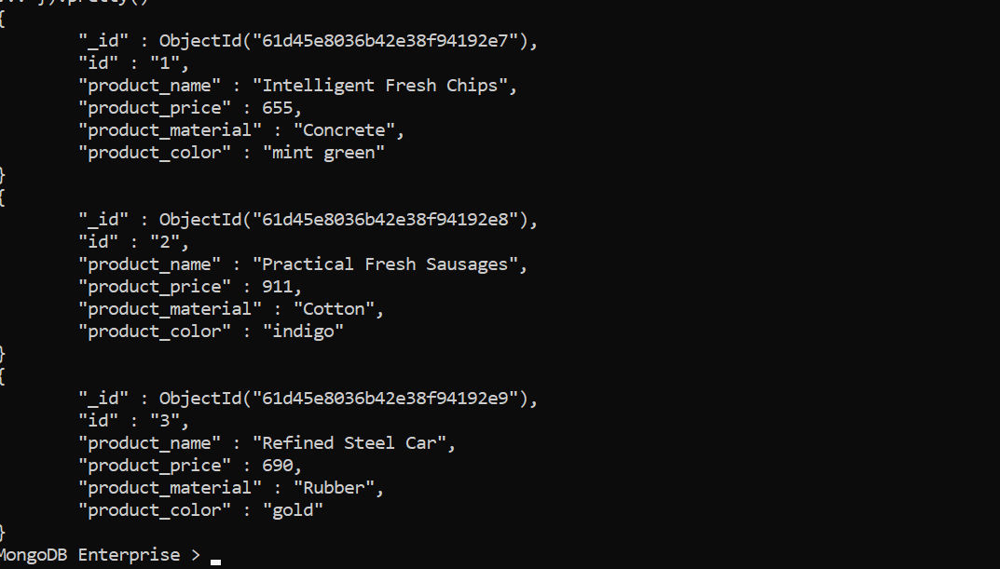 }).pretty()
{
"_id" : ObjectId("61d45e8036b42e38f94192e7"),
"id" : "1",
"product_name" : "Intelligent Fresh Chips",
"product_price" : 655,
"product_material" : "Concrete",
"product_color" : "mint green"
}
{
"_id" : ObjectId("61d45e8036b42e38f94192e8"),
"id" : "2",
"product_name" : "Practical Fresh Sausages",
"product_price" : 911,
"product_material" : "Cotton",
"product_color" : "indigo"
}
{
"_id" : ObjectId("61d45e8036b42e38f94192e9"),
"id" : "3",
"product_name" : "Refined Steel Car",
"product_price" : 690,
"product_material" : "Rubber",
"product_color" : "gold"
}
MongoDB Enterprise >